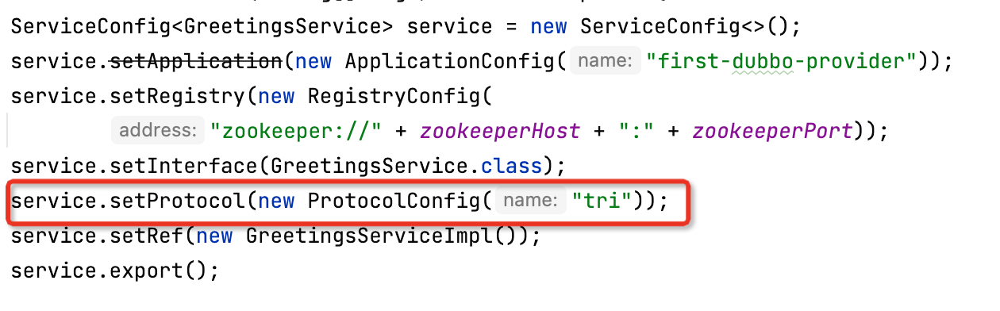 ServiceConfig<GreetingsService> service = new ServiceConfig<>();
service.setApplication(new ApplicationConfig( name: "first-dubbo-provider"));
service.setRegistry(new RegistryConfig(
address: "zookeeper://" + zookeeperHost + ":" + zookeeperPort));
service.setInterface(GreetingsService.class);
service.setProtocol(new ProtocolConfig( name: "tri"));
service.setRef(new GreetingsServiceImpl());
service.export();